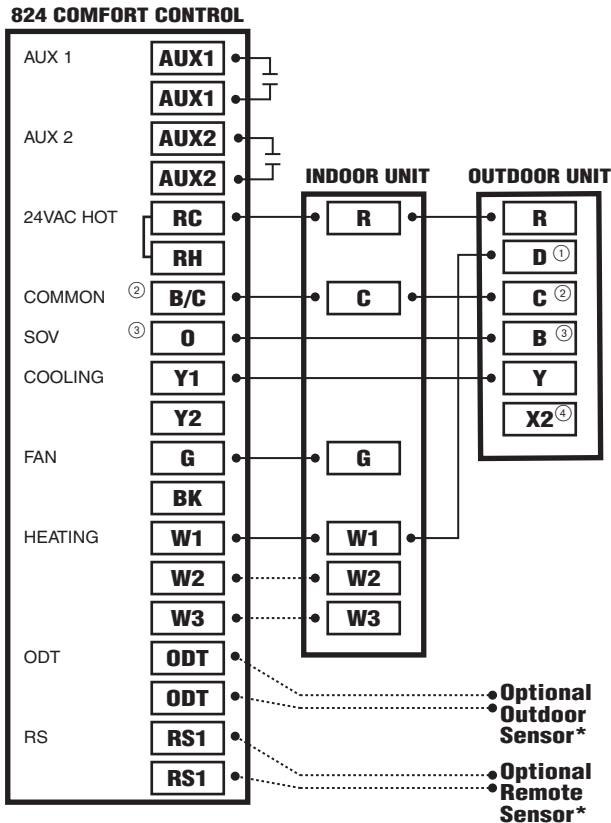 824 COMFORT CONTROL
AUX 1 AUX1
AUX1
AUX 2 AUX2
AUX2
INDOOR UNIT OUTDOOR UNIT
24VAC HOT RC R R
RH D ①
COMMON ② B/C C C ②
SOV ③ O B ③
COOLING Y1 Y
Y2 X2 ④
FAN G G
BK
HEATING W1 W1
W2 W2
W3 W3
ODT ODT
ODT
RS RS1
RS1
Optional
Outdoor
Sensor*
Optional
Remote
Sensor*